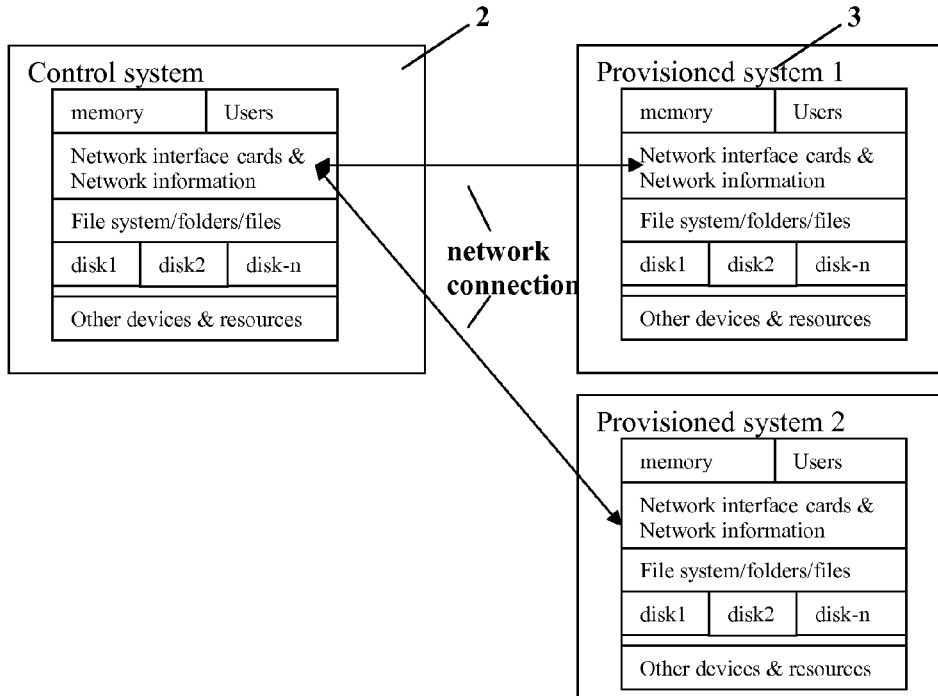 2
3
Control system
memory
Users
Network interface cards &
Network information
File system/folders/files
disk1
disk2
disk-n
Other devices & resources
network
connection
Provisioned system 1
memory
Users
Network interface cards &
Network information
File system/folders/files
disk1
disk2
disk-n
Other devices & resources
Provisioned system 2
memory
Users
Network interface cards &
Network information
File system/folders/files
disk1
disk2
disk-n
Other devices & resources